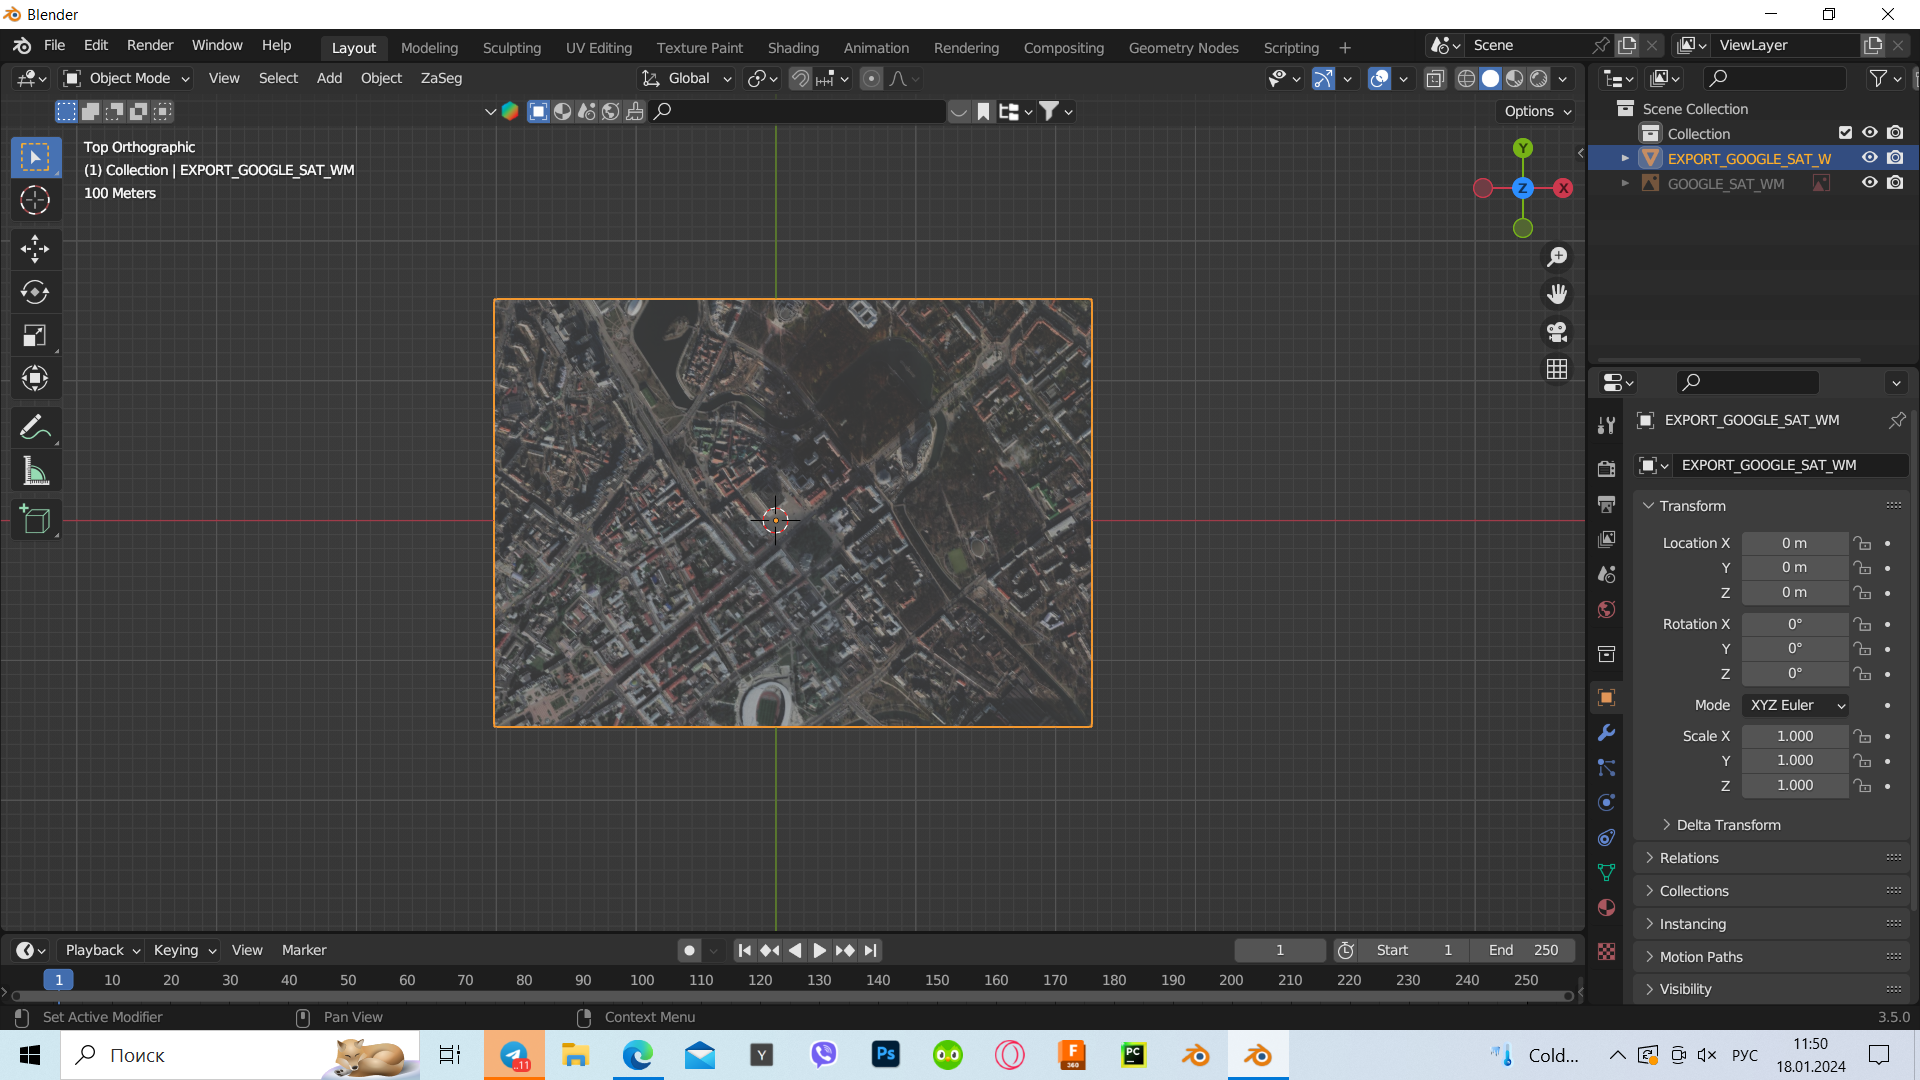 Blender
File Edit Render Window Help Layout Modeling Sculpting UV Editing Texture Paint Shading Animation Rendering Compositing Geometry Nodes Scripting + Scene ViewLayer
Object Mode View Select Add Object ZaSeg Global
Options
Top Orthographic
(1) Collection | EXPORT_GOOGLE_SAT_WM
100 Meters
Y
Z
X
Scene Collection
Collection
EXPORT_GOOGLE_SAT_W
GOOGLE_SAT_WM
EXPORT_GOOGLE_SAT_WM
EXPORT_GOOGLE_SAT_WM
Transform
Location X 0 m
Y 0 m
Z 0 m
Rotation X 0°
Y 0°
Z 0°
Mode XYZ Euler
Scale X 1.000
Y 1.000
Z 1.000
Delta Transform
Relations
Collections
Instancing
Motion Paths
Visibility
Playback Keying View Marker 1 Start 1 End 250
1 10 20 30 40 50 60 70 80 90 100 110 120 130 140 150 160 170 180 190 200 210 220 230 240 250
Set Active Modifier Pan View Context Menu 3.5.0
Поиск ..11 Y Ps F 360 PC Cold... РУС 11:50
18.01.2024